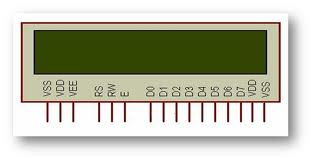 VSS VDD VEE RS RW E D0 D1 D2 D3 D4 D5 D6 D7 VDD VSS